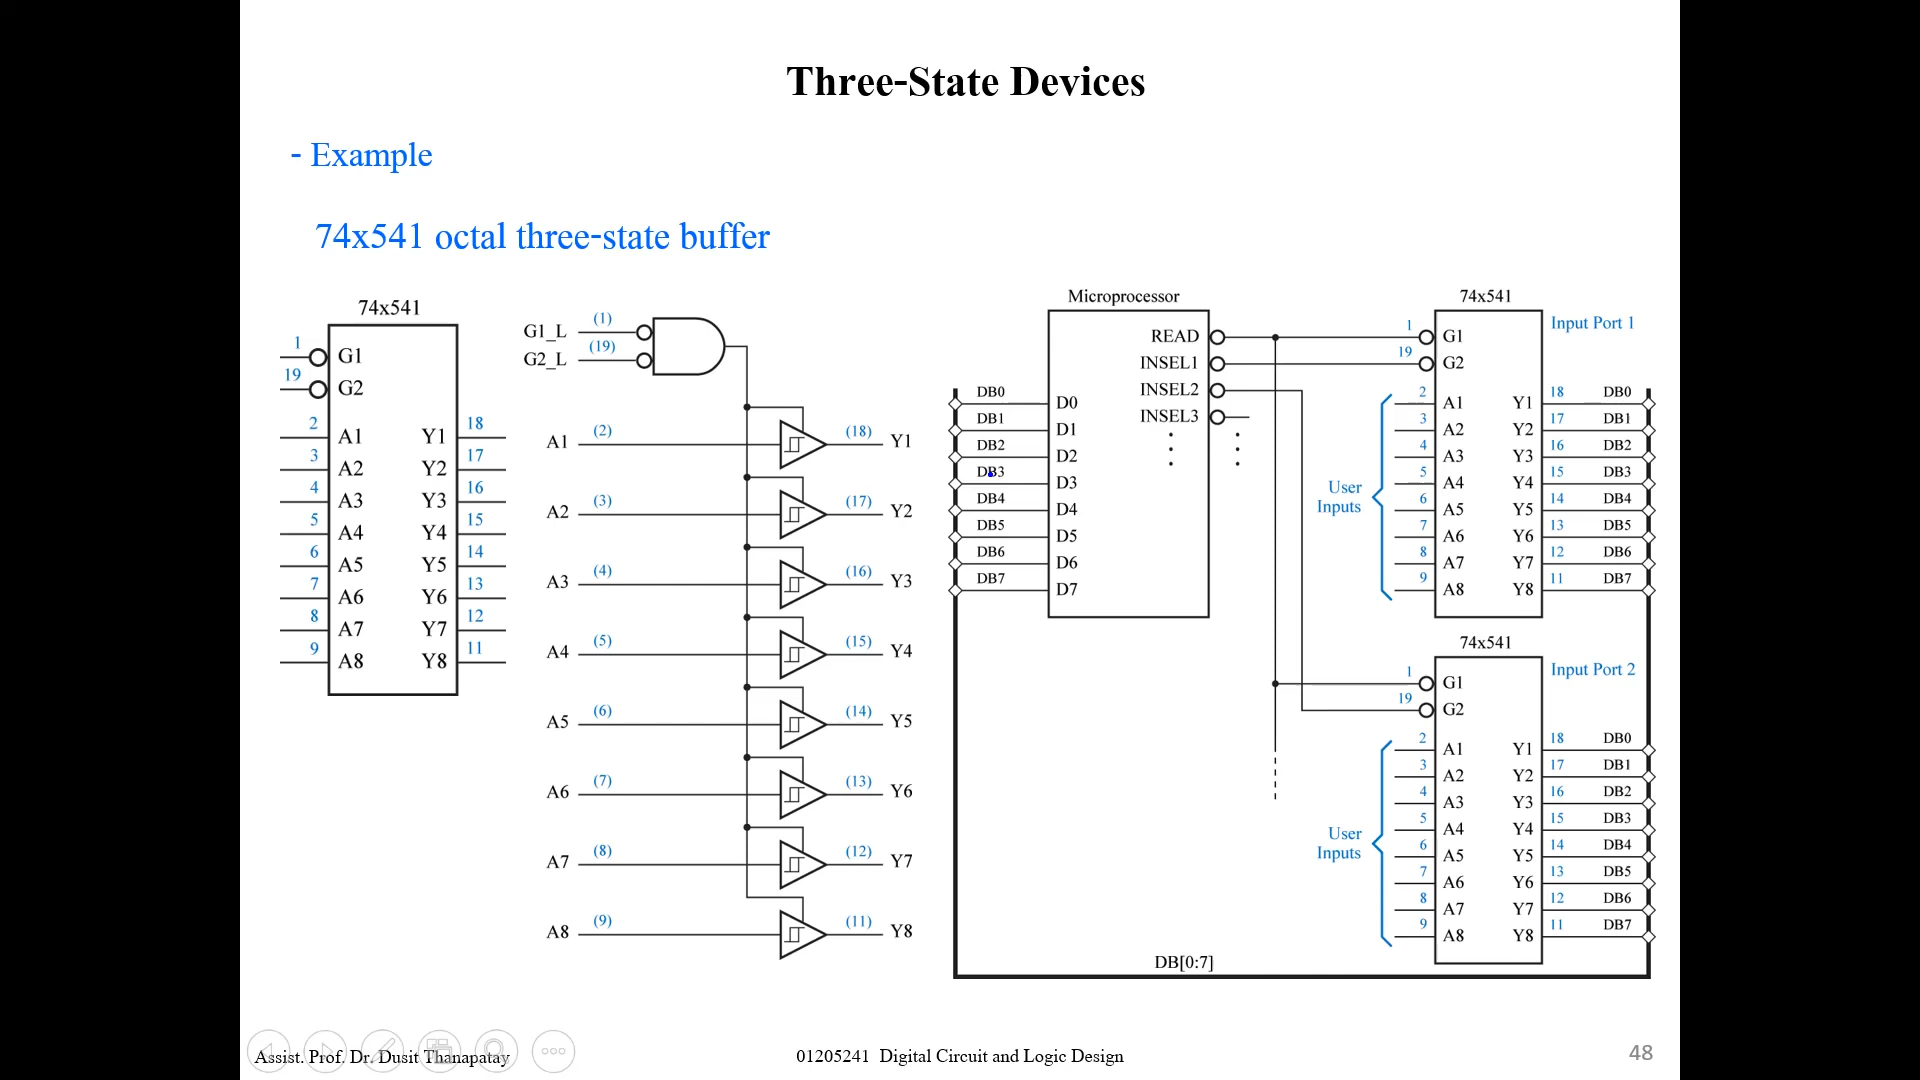 Three-State Devices
- Example
74x541 octal three-state buffer
74x541
1
G1
19
G2
2 A1 Y1 18
3 A2 Y2 17
4 A3 Y3 16
5 A4 Y4 15
6 A5 Y5 14
7 A6 Y6 13
8 A7 Y7 12
9 A8 Y8 11
G1_L (1)
G2_L (19)
A1 (2) (18) Y1
A2 (3) (17) Y2
A3 (4) (16) Y3
A4 (5) (15) Y4
A5 (6) (14) Y5
A6 (7) (13) Y6
A7 (8) (12) Y7
A8 (9) (11) Y8
Microprocessor
READ
INSEL1
INSEL2
INSEL3
DB0 D0
DB1 D1
DB2 D2
DB3 D3
DB4 D4
DB5 D5
DB6 D6
DB7 D7
74x541
Input Port 1
1 G1
19 G2
User
Inputs
2 A1 Y1 18 DB0
3 A2 Y2 17 DB1
4 A3 Y3 16 DB2
5 A4 Y4 15 DB3
6 A5 Y5 14 DB4
7 A6 Y6 13 DB5
8 A7 Y7 12 DB6
9 A8 Y8 11 DB7
74x541
Input Port 2
1 G1
19 G2
User
Inputs
2 A1 Y1 18 DB0
3 A2 Y2 17 DB1
4 A3 Y3 16 DB2
5 A4 Y4 15 DB3
6 A5 Y5 14 DB4
7 A6 Y6 13 DB5
8 A7 Y7 12 DB6
9 A8 Y8 11 DB7
DB[0:7]
Assist. Prof. Dr. Dusit Thanapatay
01205241 Digital Circuit and Logic Design
48